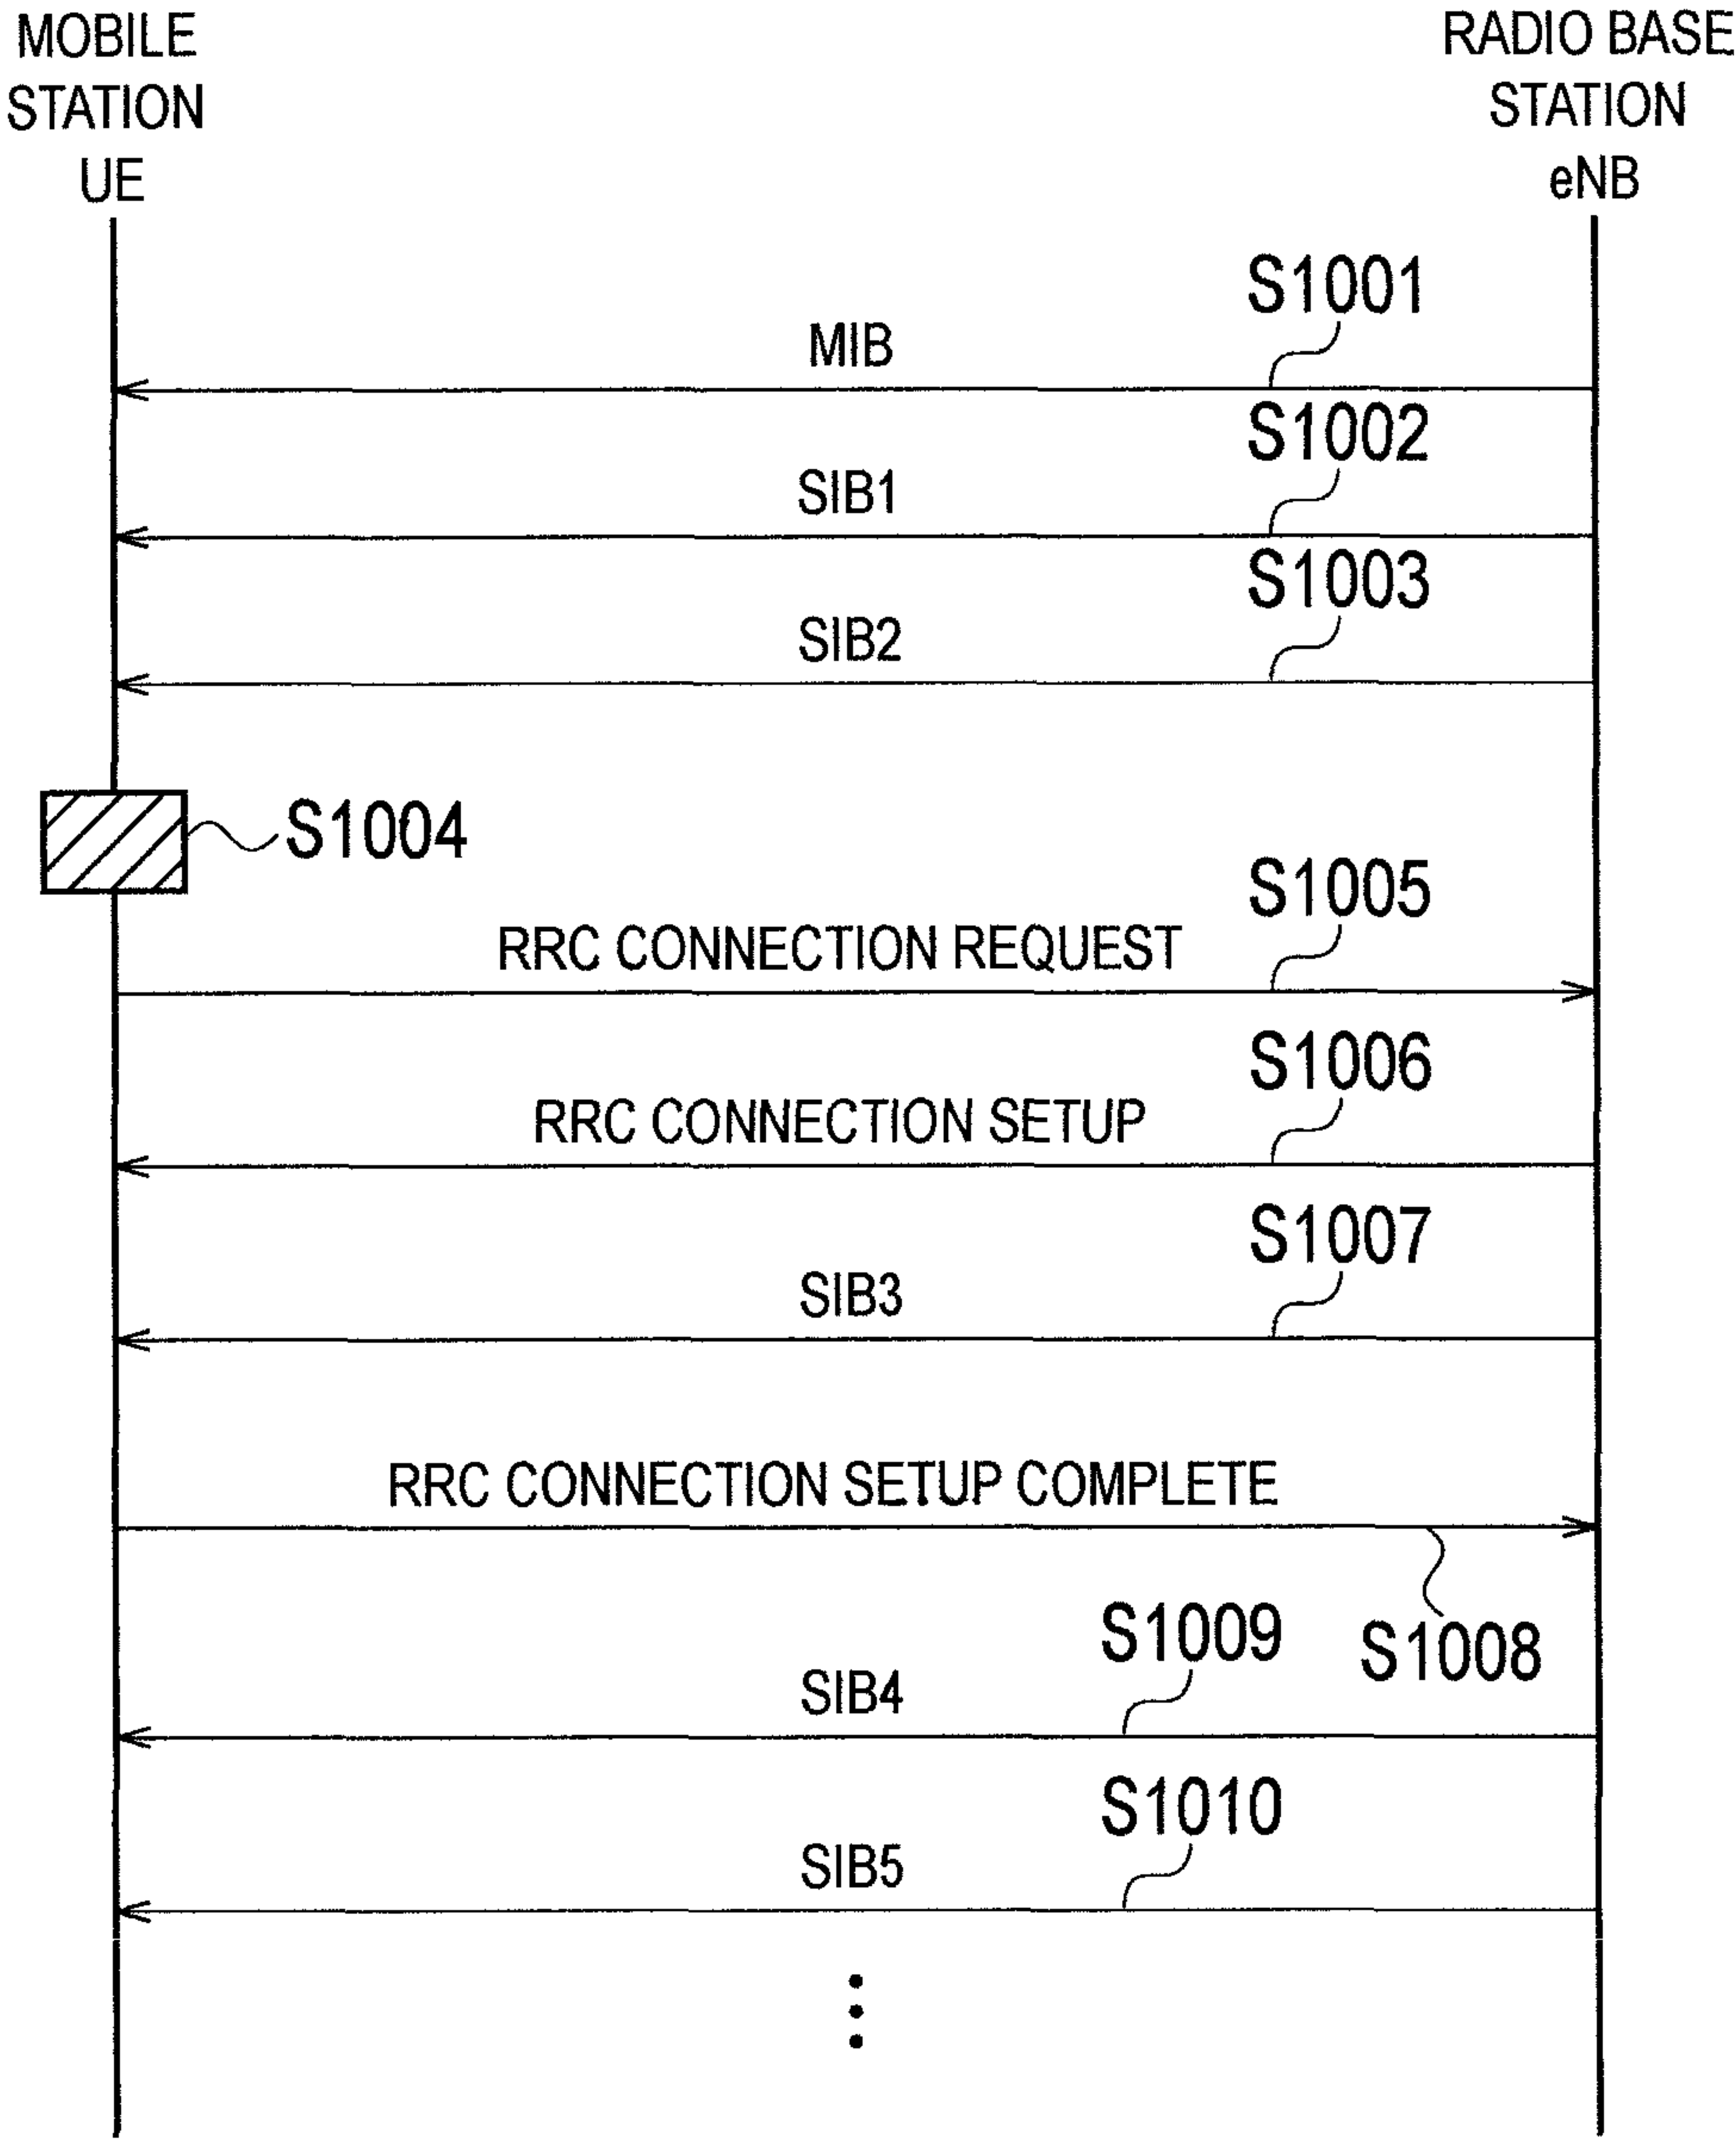 MOBILE
STATION
UE
RADIO BASE
STATION
eNB
S1001
MIB
S1002
SIB1
S1003
SIB2
S1004
S1005
RRC CONNECTION REQUEST
S1006
RRC CONNECTION SETUP
S1007
SIB3
RRC CONNECTION SETUP COMPLETE
S1008
S1009
SIB4
S1010
SIB5